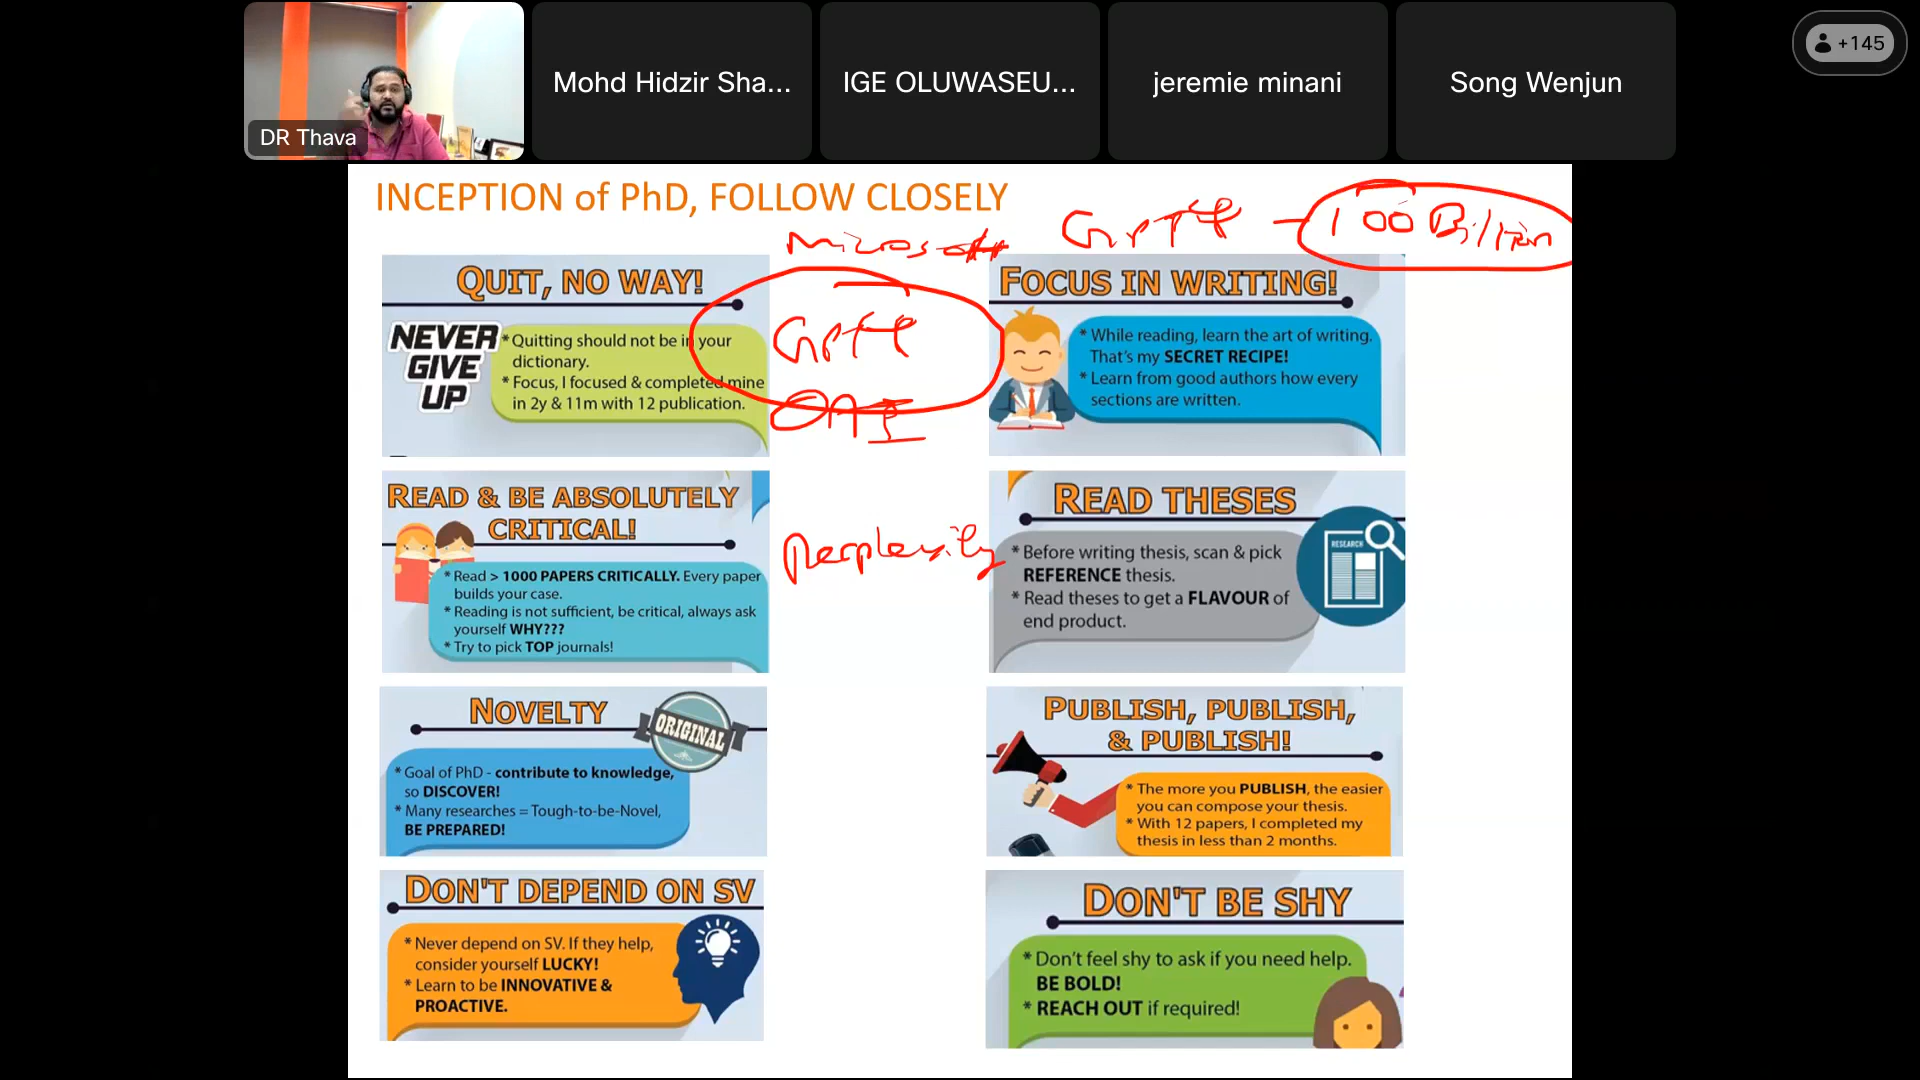 Mohd Hidzir Sha...
IGE OLUWASEU...
jeremie minani
Song Wenjun
+145
DR Thava
INCEPTION of PhD, FOLLOW CLOSELY
100 Billion
Microsoft
QUIT, NO WAY!
NEVER
GIVE
UP
* Quitting should not be in your
dictionary.
* Focus, I focused & completed mine
in 2y & 11m with 12 publication.
FOCUS IN WRITING!
* While reading, learn the art of writing.
That's my SECRET RECIPE!
* Learn from good authors how every
sections are written.
READ & BE ABSOLUTELY
CRITICAL!
* Read > 1000 PAPERS CRITICALLY. Every paper
builds your case.
* Reading is not sufficient, be critical, always ask
yourself WHY???
* Try to pick TOP journals!
Perplexity
READ THESES
RESEARCH
* Before writing thesis, scan & pick
REFERENCE thesis.
* Read theses to get a FLAVOUR of
end product.
NOVELTY
ORIGINAL
* Goal of PhD - contribute to knowledge,
so DISCOVER!
* Many researches = Tough-to-be-Novel,
BE PREPARED!
PUBLISH, PUBLISH,
& PUBLISH!
* The more you PUBLISH, the easier
you can compose your thesis.
* With 12 papers, I completed my
thesis in less than 2 months.
DON'T DEPEND ON SV
* Never depend on SV. If they help,
consider yourself LUCKY!
* Learn to be INNOVATIVE &
PROACTIVE.
DON'T BE SHY
* Don't feel shy to ask if you need help.
BE BOLD!
* REACH OUT if required!